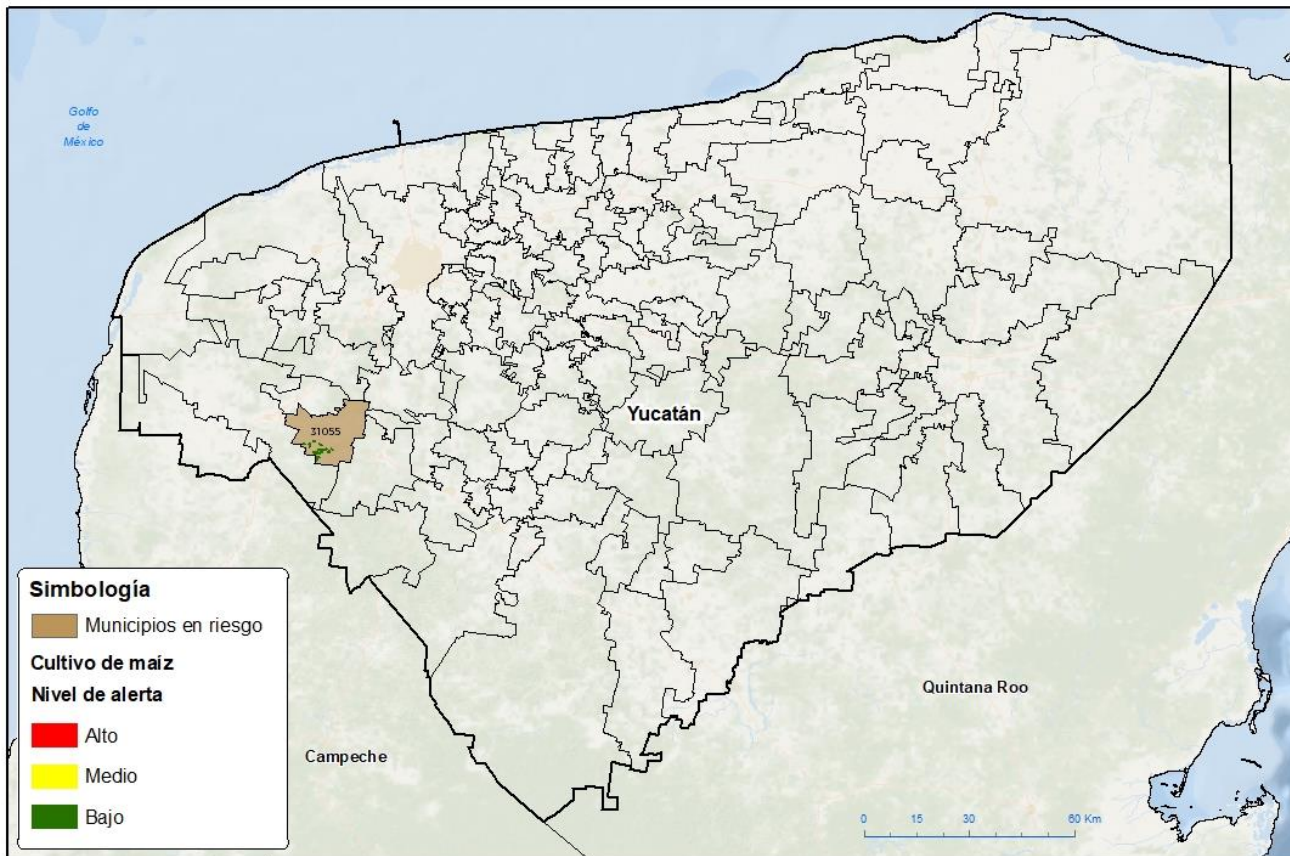 Golfo
de
México
31055
Yucatán
Quintana Roo
Campeche
Simbología
Municipios en riesgo
Cultivo de maíz
Nivel de alerta
Alto
Medio
Bajo
0 15 30 60 Km